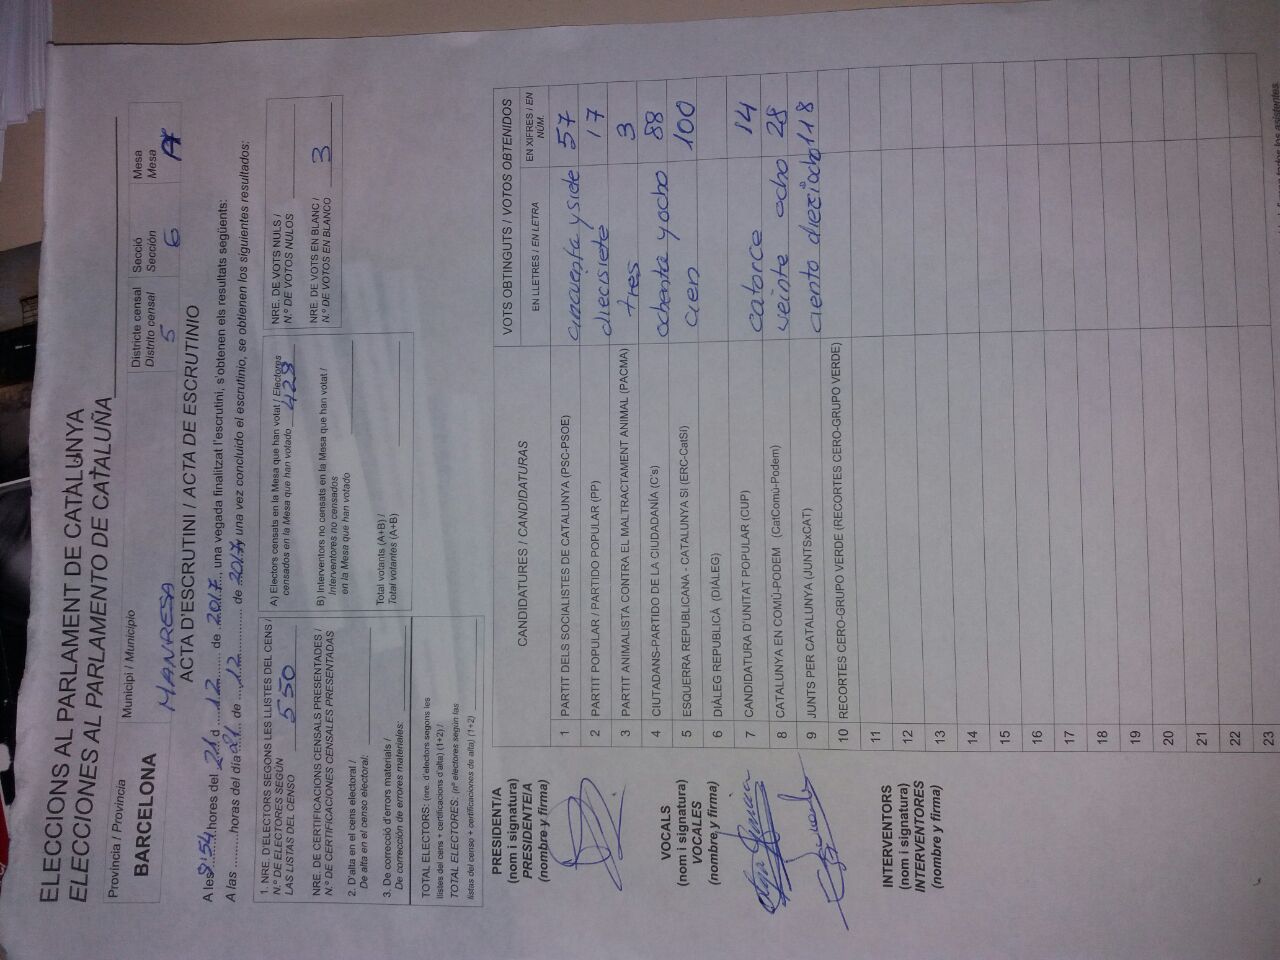 ELECCIONS AL PARLAMENT DE CATALUNYA
ELECCIONES AL PARLAMENTO DE CATALUÑA
Província / Provincia
BARCELONA
Municipi / Municipio
MANRESA
Districte censal
Distrito censal
5
Secció
Sección
6
Mesa
Mesa
A
ACTA D'ESCRUTINI / ACTA DE ESCRUTINIO
A les ... hores del 21 d 12 de 2017, una vegada finalitzat l'escrutini, s'obtenen els resultats següents:
A las ... horas del día 21 de 12 de 2017, y una vez concluido el escrutinio, se obtienen los siguientes resultados:
1. NRE. D'ELECTORS SEGONS LES LLISTES DEL CENS /
N.º DE ELECTORES SEGÚN
LAS LISTAS DEL CENSO 550
NRE. DE CERTIFICACIONS CENSALS PRESENTADES /
N.º DE CERTIFICACIONES CENSALES PRESENTADAS
2. D'alta en el cens electoral /
De alta en el censo electoral:
3. De correcció d'errors materials /
De corrección de errores materiales:
TOTAL ELECTORS: (nre. d'electors segons les
llistes del cens + certificacions d'alta) (1+2) /
TOTAL ELECTORES: (nº electores según las
listas del censo + certificaciones de alta) (1+2)
A) Electors censats en la Mesa que han votat / Electores
censados en la Mesa que han votado 428
B) Interventors no censats en la Mesa que han votat /
Interventores no censados
en la Mesa que han votado
Total votants (A+B) /
Total votantes (A+B)
NRE. DE VOTS NULS /
N.º DE VOTOS NULOS
NRE. DE VOTS EN BLANC /
N.º DE VOTOS EN BLANCO 3
PRESIDENT/A
(nom i signatura)
PRESIDENTE/A
(nombre y firma)
VOCALS
(nom i signatura)
VOCALES
(nombre y firma)
INTERVENTORS
(nom i signatura)
INTERVENTORES
(nombre y firma)
CANDIDATURES / CANDIDATURAS
VOTS OBTINGUTS / VOTOS OBTENIDOS
EN LLETRES / EN LETRA
EN XIFRES / EN NÚM.
1 PARTIT DELS SOCIALISTES DE CATALUNYA (PSC-PSOE) cincuenta y siete 57
2 PARTIT POPULAR / PARTIDO POPULAR (PP) diecisiete 17
3 PARTIT ANIMALISTA CONTRA EL MALTRACTAMENT ANIMAL (PACMA) tres 3
4 CIUTADANS-PARTIDO DE LA CIUDADANÍA (C's) ochenta y ocho 88
5 ESQUERRA REPUBLICANA - CATALUNYA SÍ (ERC-CatSí) cien 100
6 DIÀLEG REPUBLICÀ (DIÀLEG)
7 CANDIDATURA D'UNITAT POPULAR (CUP) catorce 14
8 CATALUNYA EN COMÚ-PODEM (CatComú-Podem) veinte ocho 28
9 JUNTS PER CATALUNYA (JUNTSxCAT) ciento dieziocho 118
10 RECORTES CERO-GRUPO VERDE (RECORTES CERO-GRUPO VERDE)
11
12
13
14
15
16
17
18
19
20
21
22
23